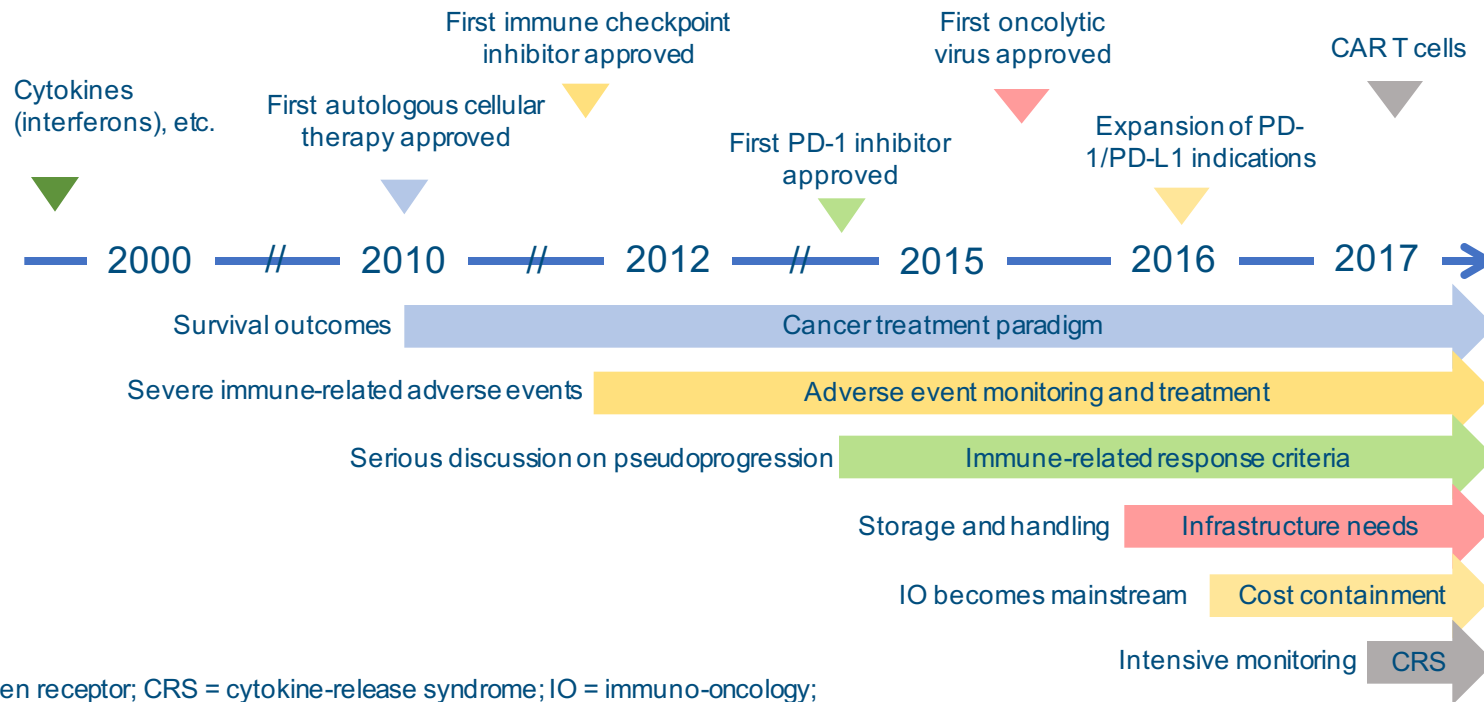 First immune checkpoint
inhibitor approved
First oncolytic
virus approved
CAR T cells
Cytokines
(interferons), etc.
First autologous cellular
therapy approved
First PD-1 inhibitor
approved
Expansion of PD-
1/PD-L1 indications
2000 // 2010 // 2012 // 2015 2016 2017
Survival outcomes Cancer treatment paradigm
Severe immune-related adverse events Adverse event monitoring and treatment
Serious discussion on pseudoprogression Immune-related response criteria
Storage and handling Infrastructure needs
IO becomes mainstream Cost containment
Intensive monitoring CRS
en receptor; CRS = cytokine-release syndrome; IO = immuno-oncology;